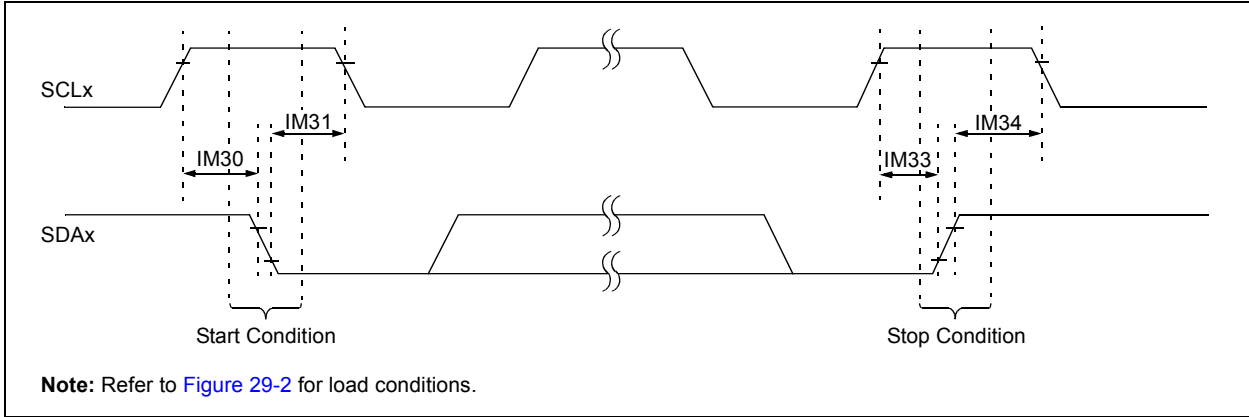 SCLx
IM31
IM34
IM30
IM33
SDAx
Start Condition
Stop Condition
Note: Refer to Figure 29-2 for load conditions.